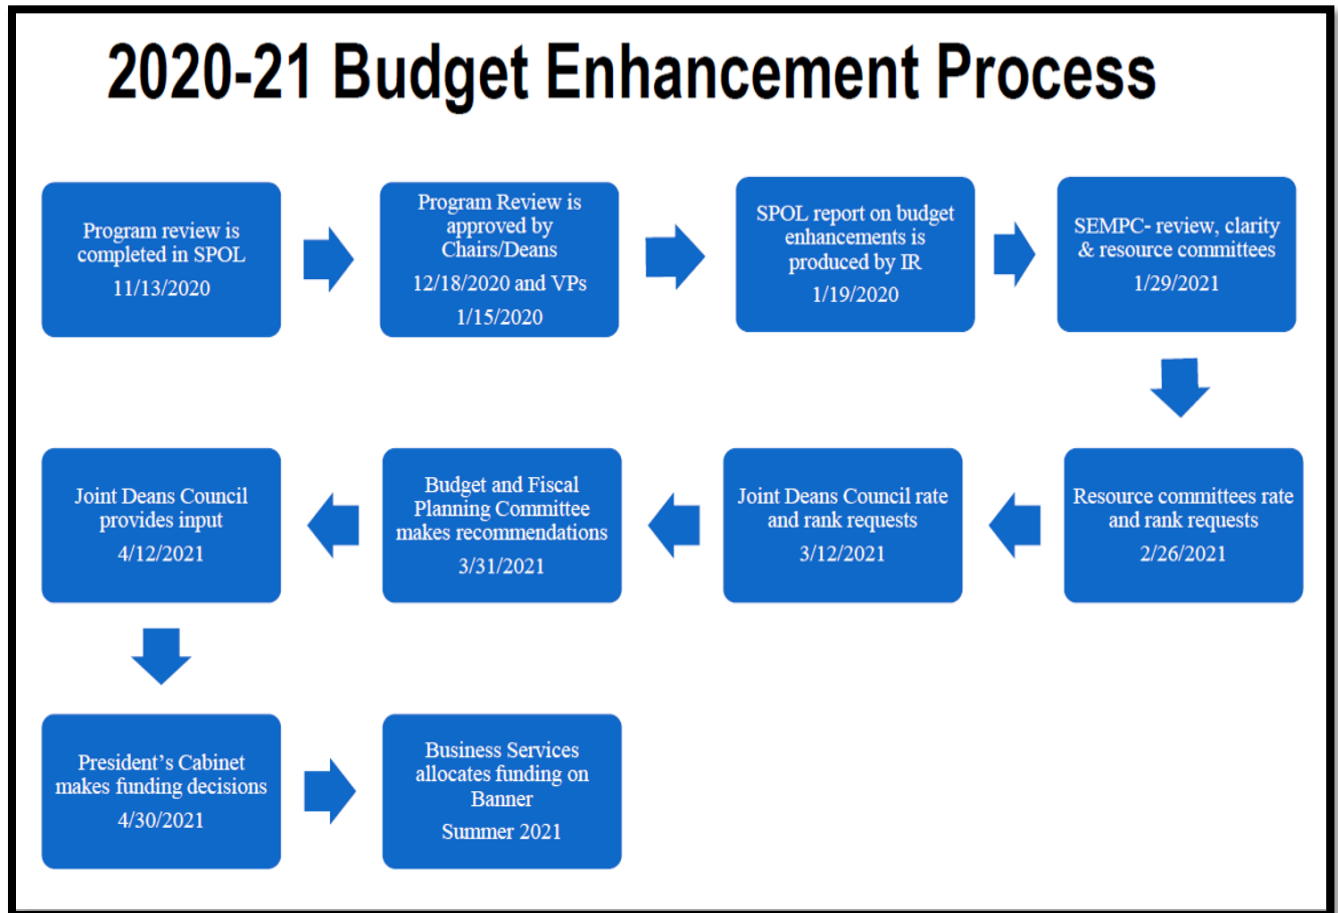 2020-21 Budget Enhancement Process
Program review is
completed in SPOL
11/13/2020
Program Review is
approved by
Chairs/Deans
12/18/2020 and VPs
1/15/2020
SPOL report on budget
enhancements is
produced by IR
1/19/2020
SEMPC- review, clarity
& resource committees
1/29/2021
Resource committees rate
and rank requests
2/26/2021
Joint Deans Council rate
and rank requests
3/12/2021
Budget and Fiscal
Planning Committee
makes recommendations
3/31/2021
Joint Deans Council
provides input
4/12/2021
President’s Cabinet
makes funding decisions
4/30/2021
Business Services
allocates funding on
Banner
Summer 2021